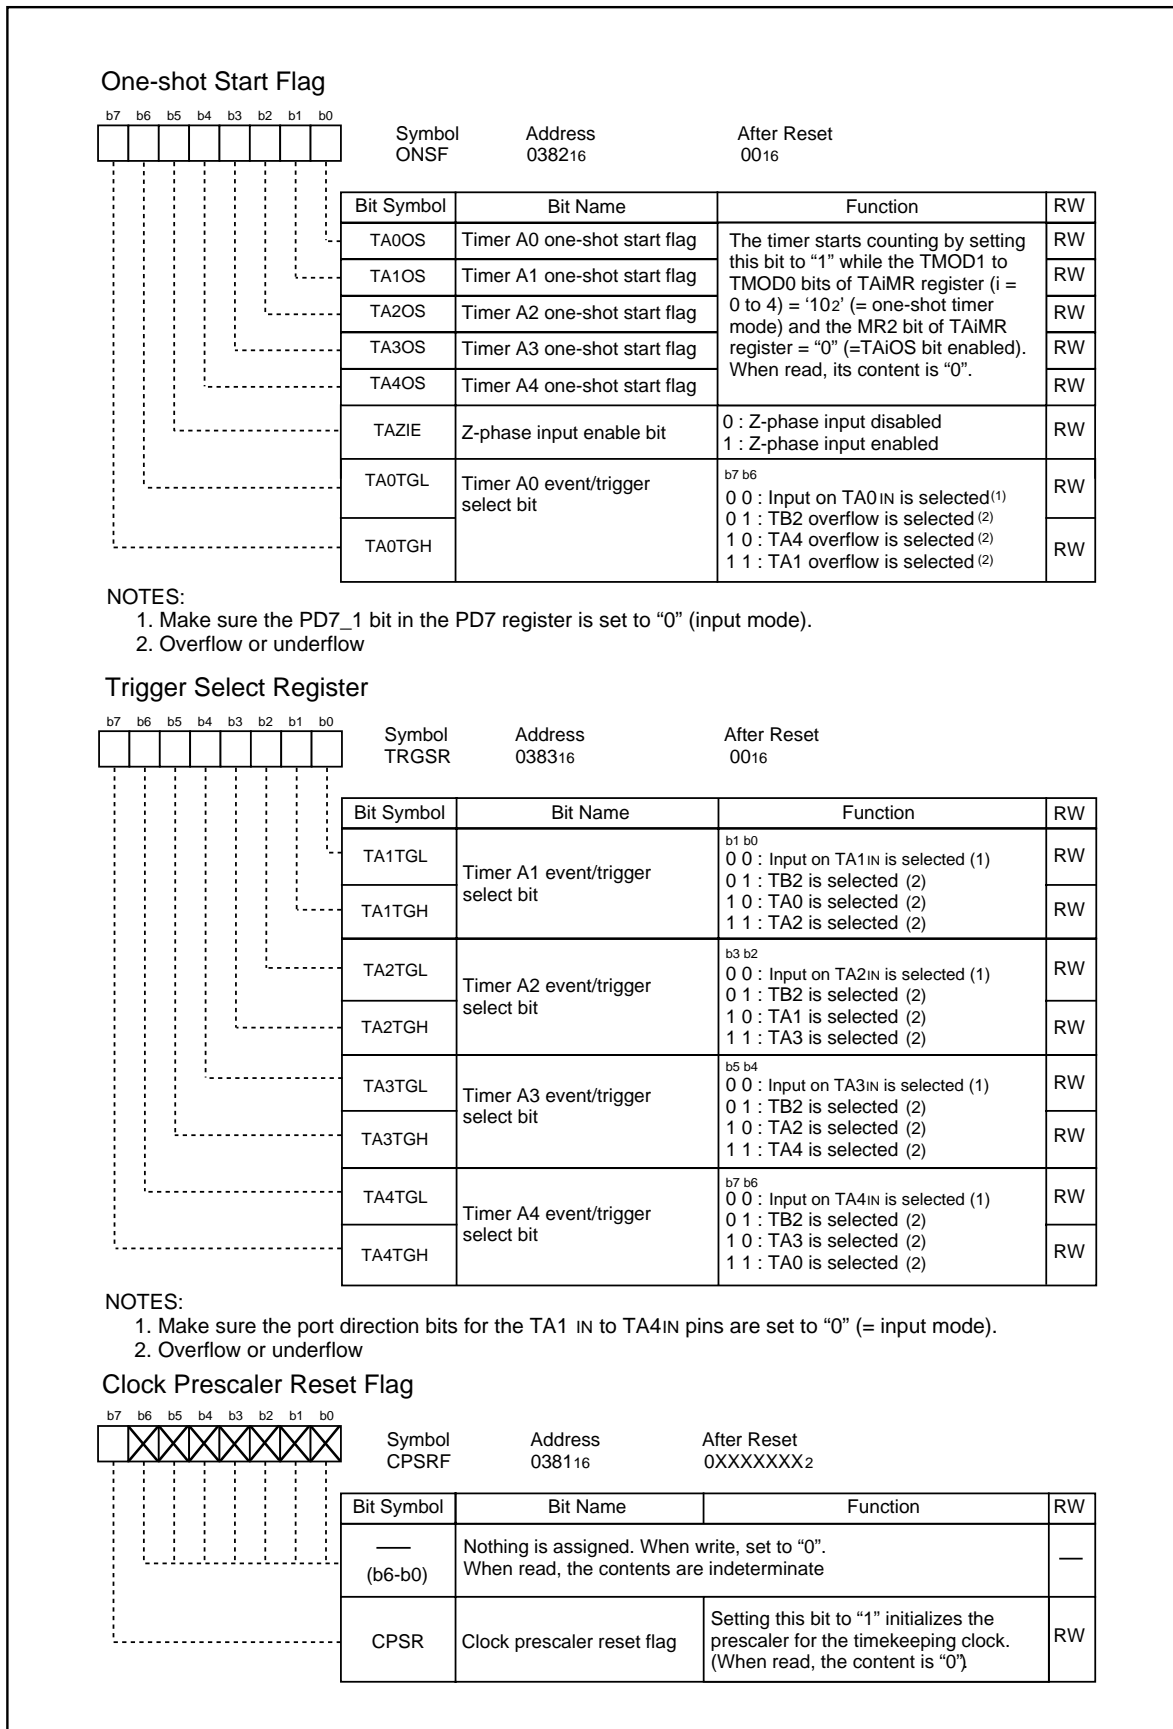 One-shot Start Flag
b7 b6 b5 b4 b3 b2 b1 b0
Symbol Address After Reset
ONSF 038216 0016
Bit Symbol Bit Name Function RW
TA0OS Timer A0 one-shot start flag RW
TA1OS Timer A1 one-shot start flag RW
TA2OS Timer A2 one-shot start flag RW
TA3OS Timer A3 one-shot start flag RW
TA4OS Timer A4 one-shot start flag RW
The timer starts counting by setting
this bit to “1” while the TMOD1 to
TMOD0 bits of TAiMR register (i =
0 to 4) = ‘102’ (= one-shot timer
mode) and the MR2 bit of TAiMR
register = “0” (=TAiOS bit enabled).
When read, its content is “0”.
TAZIE Z-phase input enable bit RW
0 : Z-phase input disabled
1 : Z-phase input enabled
TA0TGL Timer A0 event/trigger RW
select bit
TA0TGH RW
b7 b6
0 0 : Input on TA0IN is selected(1)
0 1 : TB2 overflow is selected (2)
1 0 : TA4 overflow is selected (2)
1 1 : TA1 overflow is selected (2)
NOTES:
1. Make sure the PD7_1 bit in the PD7 register is set to “0” (input mode).
2. Overflow or underflow
Trigger Select Register
b7 b6 b5 b4 b3 b2 b1 b0
Symbol Address After Reset
TRGSR 038316 0016
Bit Symbol Bit Name Function RW
TA1TGL RW
Timer A1 event/trigger
select bit
TA1TGH RW
b1 b0
0 0 : Input on TA1IN is selected (1)
0 1 : TB2 is selected (2)
1 0 : TA0 is selected (2)
1 1 : TA2 is selected (2)
TA2TGL RW
Timer A2 event/trigger
select bit
TA2TGH RW
b3 b2
0 0 : Input on TA2IN is selected (1)
0 1 : TB2 is selected (2)
1 0 : TA1 is selected (2)
1 1 : TA3 is selected (2)
TA3TGL RW
Timer A3 event/trigger
select bit
TA3TGH RW
b5 b4
0 0 : Input on TA3IN is selected (1)
0 1 : TB2 is selected (2)
1 0 : TA2 is selected (2)
1 1 : TA4 is selected (2)
TA4TGL RW
Timer A4 event/trigger
select bit
TA4TGH RW
b7 b6
0 0 : Input on TA4IN is selected (1)
0 1 : TB2 is selected (2)
1 0 : TA3 is selected (2)
1 1 : TA0 is selected (2)
NOTES:
1. Make sure the port direction bits for the TA1 IN to TA4IN pins are set to “0” (= input mode).
2. Overflow or underflow
Clock Prescaler Reset Flag
b7 b6 b5 b4 b3 b2 b1 b0
Symbol Address After Reset
CPSRF 038116 0XXXXXXX2
Bit Symbol Bit Name Function RW
—
(b6-b0)
Nothing is assigned. When write, set to “0”.
When read, the contents are indeterminate
—
CPSR Clock prescaler reset flag RW
Setting this bit to “1” initializes the
prescaler for the timekeeping clock.
(When read, the content is “0”)